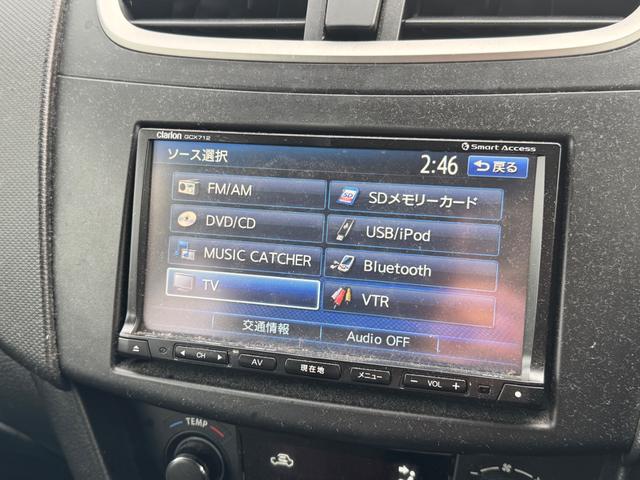 Clarion GCX712
Smart Access
ソース選択
2:46
戻る
FM/AM
SDメモリーカード
SD
DVD/CD
USB/iPod
MUSIC CATCHER
Bluetooth
TV
VTR
交通情報
Audio OFF
CH
AV
現在地
メニュー
- VOL +
TEMP